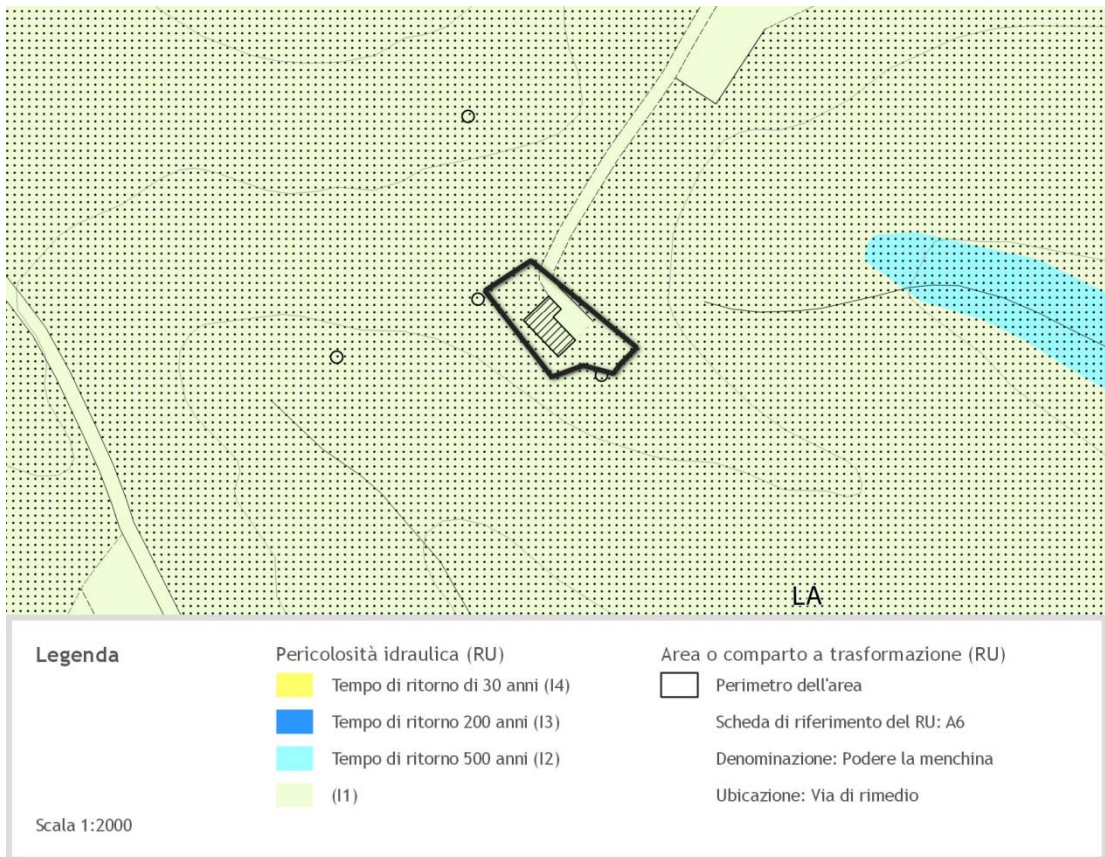 LA
Legenda
Pericolosità idraulica (RU)
Tempo di ritorno di 30 anni (I4)
Tempo di ritorno 200 anni (I3)
Tempo di ritorno 500 anni (I2)
(I1)
Area o comparto a trasformazione (RU)
Perimetro dell'area
Scheda di riferimento del RU: A6
Denominazione: Podere la menchina
Ubicazione: Via di rimedio
Scala 1:2000